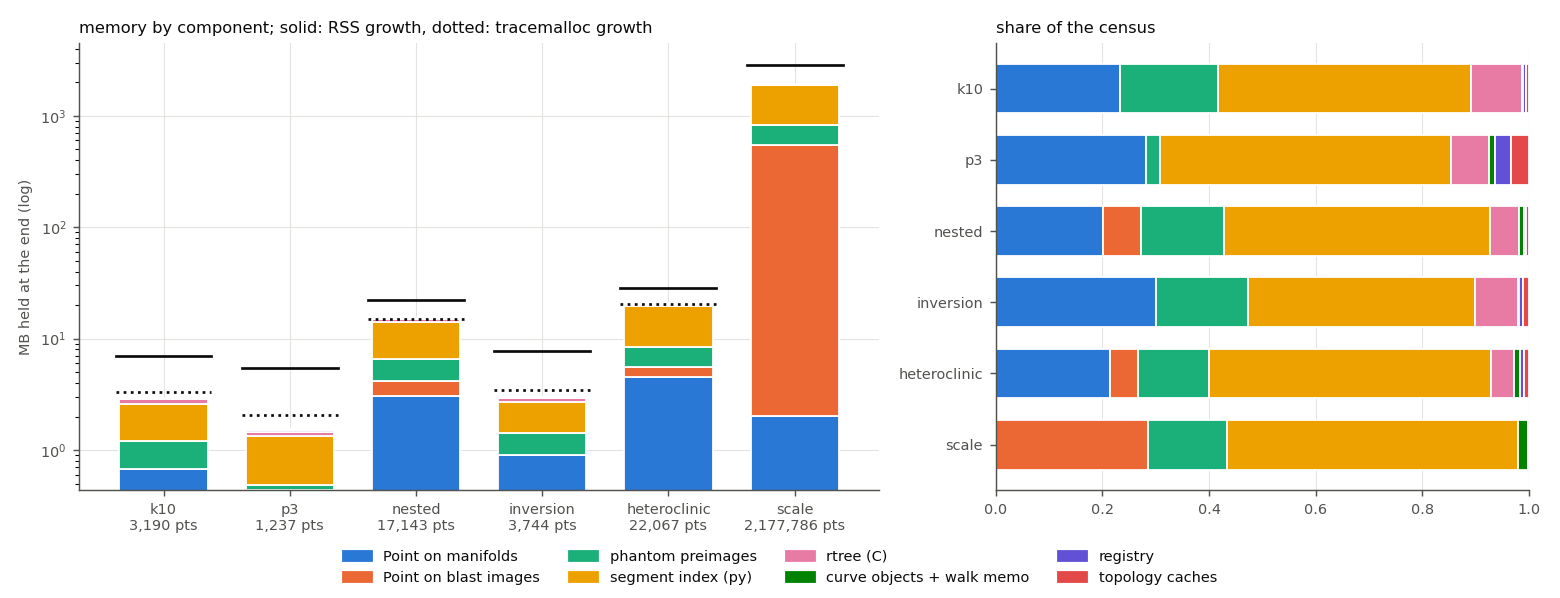 memory by component; solid: RSS growth, dotted: tracemalloc growth
MB held at the end (log)
10³
10²
10¹
10⁰
k10
3,190 pts
p3
1,237 pts
nested
17,143 pts
inversion
3,744 pts
heteroclinic
22,067 pts
scale
2,177,786 pts
share of the census
k10
p3
nested
inversion
heteroclinic
scale
0.0 0.2 0.4 0.6 0.8 1.0
Point on manifolds
Point on blast images
phantom preimages
segment index (py)
rtree (C)
curve objects + walk memo
registry
topology caches